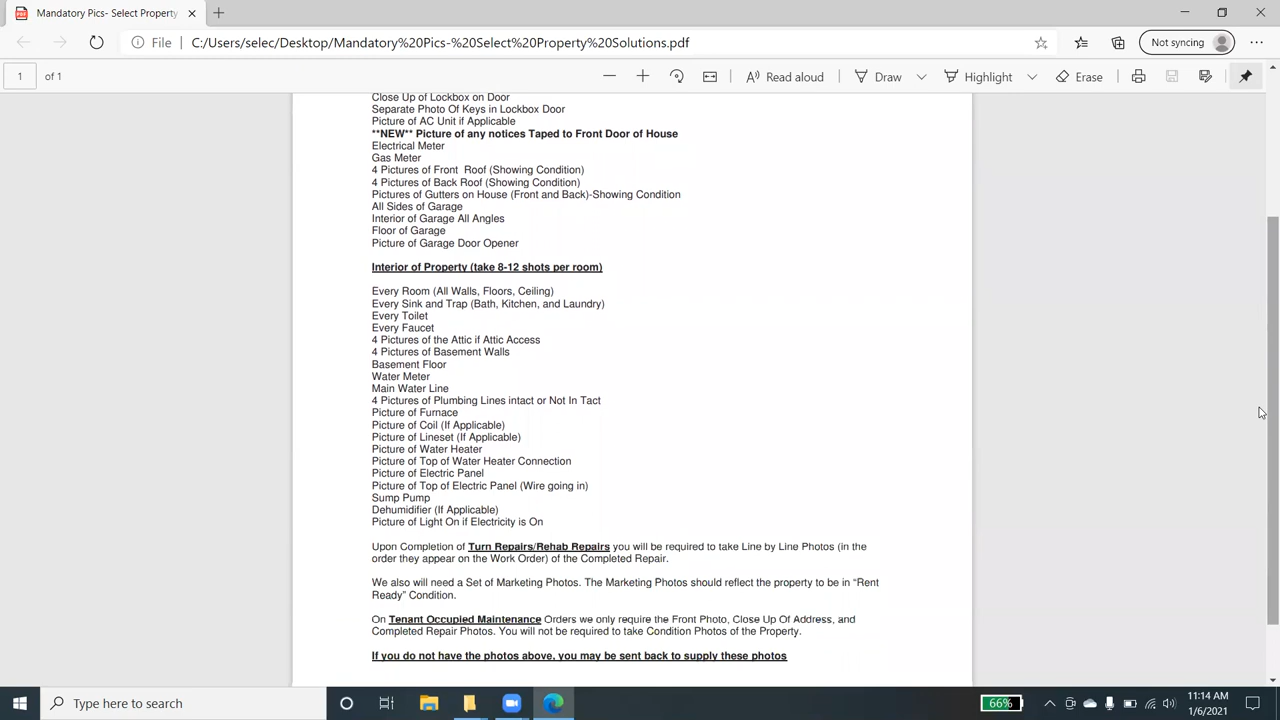 Mandatory Pics- Select Property
File
C:/Users/selec/Desktop/Mandatory%20Pics-%20Select%20Property%20Solutions.pdf
Not syncing
1 of 1
Read aloud
Draw
Highlight
Erase
Close Up of Lockbox on Door
Separate Photo Of Keys in Lockbox Door
Picture of AC Unit if Applicable
**NEW** Picture of any notices Taped to Front Door of House
Electrical Meter
Gas Meter
4 Pictures of Front Roof (Showing Condition)
4 Pictures of Back Roof (Showing Condition)
Pictures of Gutters on House (Front and Back)-Showing Condition
All Sides of Garage
Interior of Garage All Angles
Floor of Garage
Picture of Garage Door Opener
Interior of Property (take 8-12 shots per room)
Every Room (All Walls, Floors, Ceiling)
Every Sink and Trap (Bath, Kitchen, and Laundry)
Every Toilet
Every Faucet
4 Pictures of the Attic if Attic Access
4 Pictures of Basement Walls
Basement Floor
Water Meter
Main Water Line
4 Pictures of Plumbing Lines intact or Not In Tact
Picture of Furnace
Picture of Coil (If Applicable)
Picture of Lineset (If Applicable)
Picture of Water Heater
Picture of Top of Water Heater Connection
Picture of Electric Panel
Picture of Top of Electric Panel (Wire going in)
Sump Pump
Dehumidifier (If Applicable)
Picture of Light On if Electricity is On
Upon Completion of Turn Repairs/Rehab Repairs you will be required to take Line by Line Photos (in the
order they appear on the Work Order) of the Completed Repair.
We also will need a Set of Marketing Photos. The Marketing Photos should reflect the property to be in “Rent
Ready” Condition.
On Tenant Occupied Maintenance Orders we only require the Front Photo, Close Up Of Address, and
Completed Repair Photos. You will not be required to take Condition Photos of the Property.
If you do not have the photos above, you may be sent back to supply these photos
Type here to search
66%
11:14 AM
1/6/2021